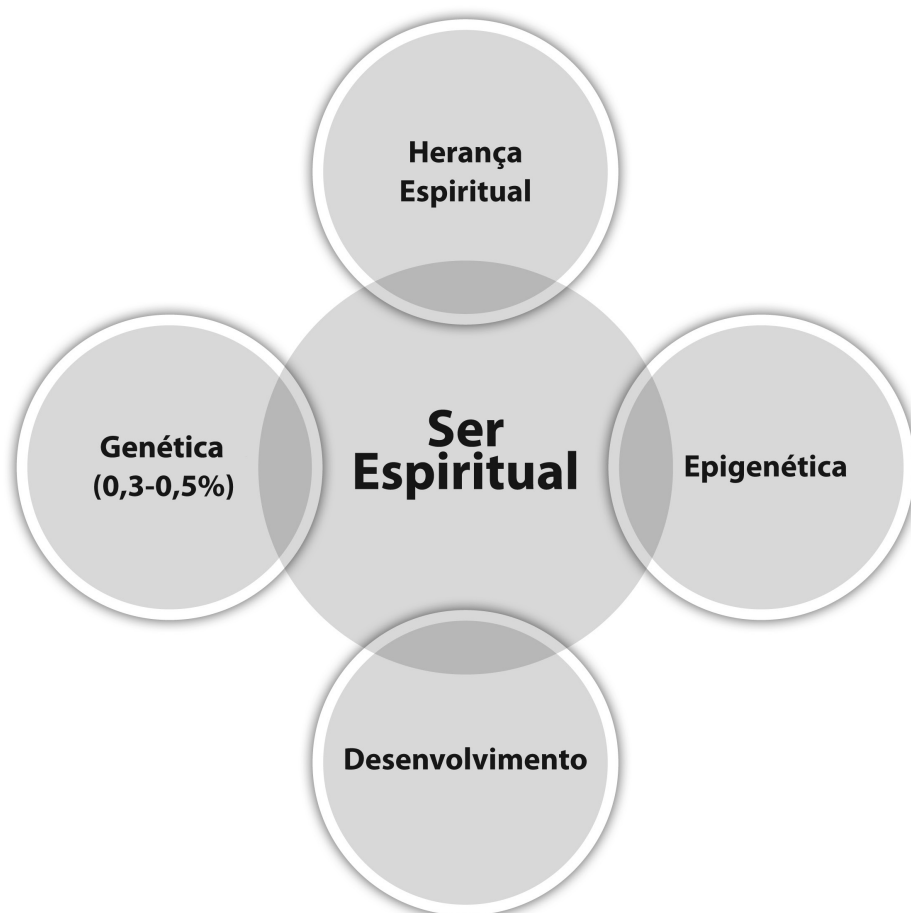 Herança
Espiritual
Genética
(0,3-0,5%)
Ser
Espiritual
Epigenética
Desenvolvimento